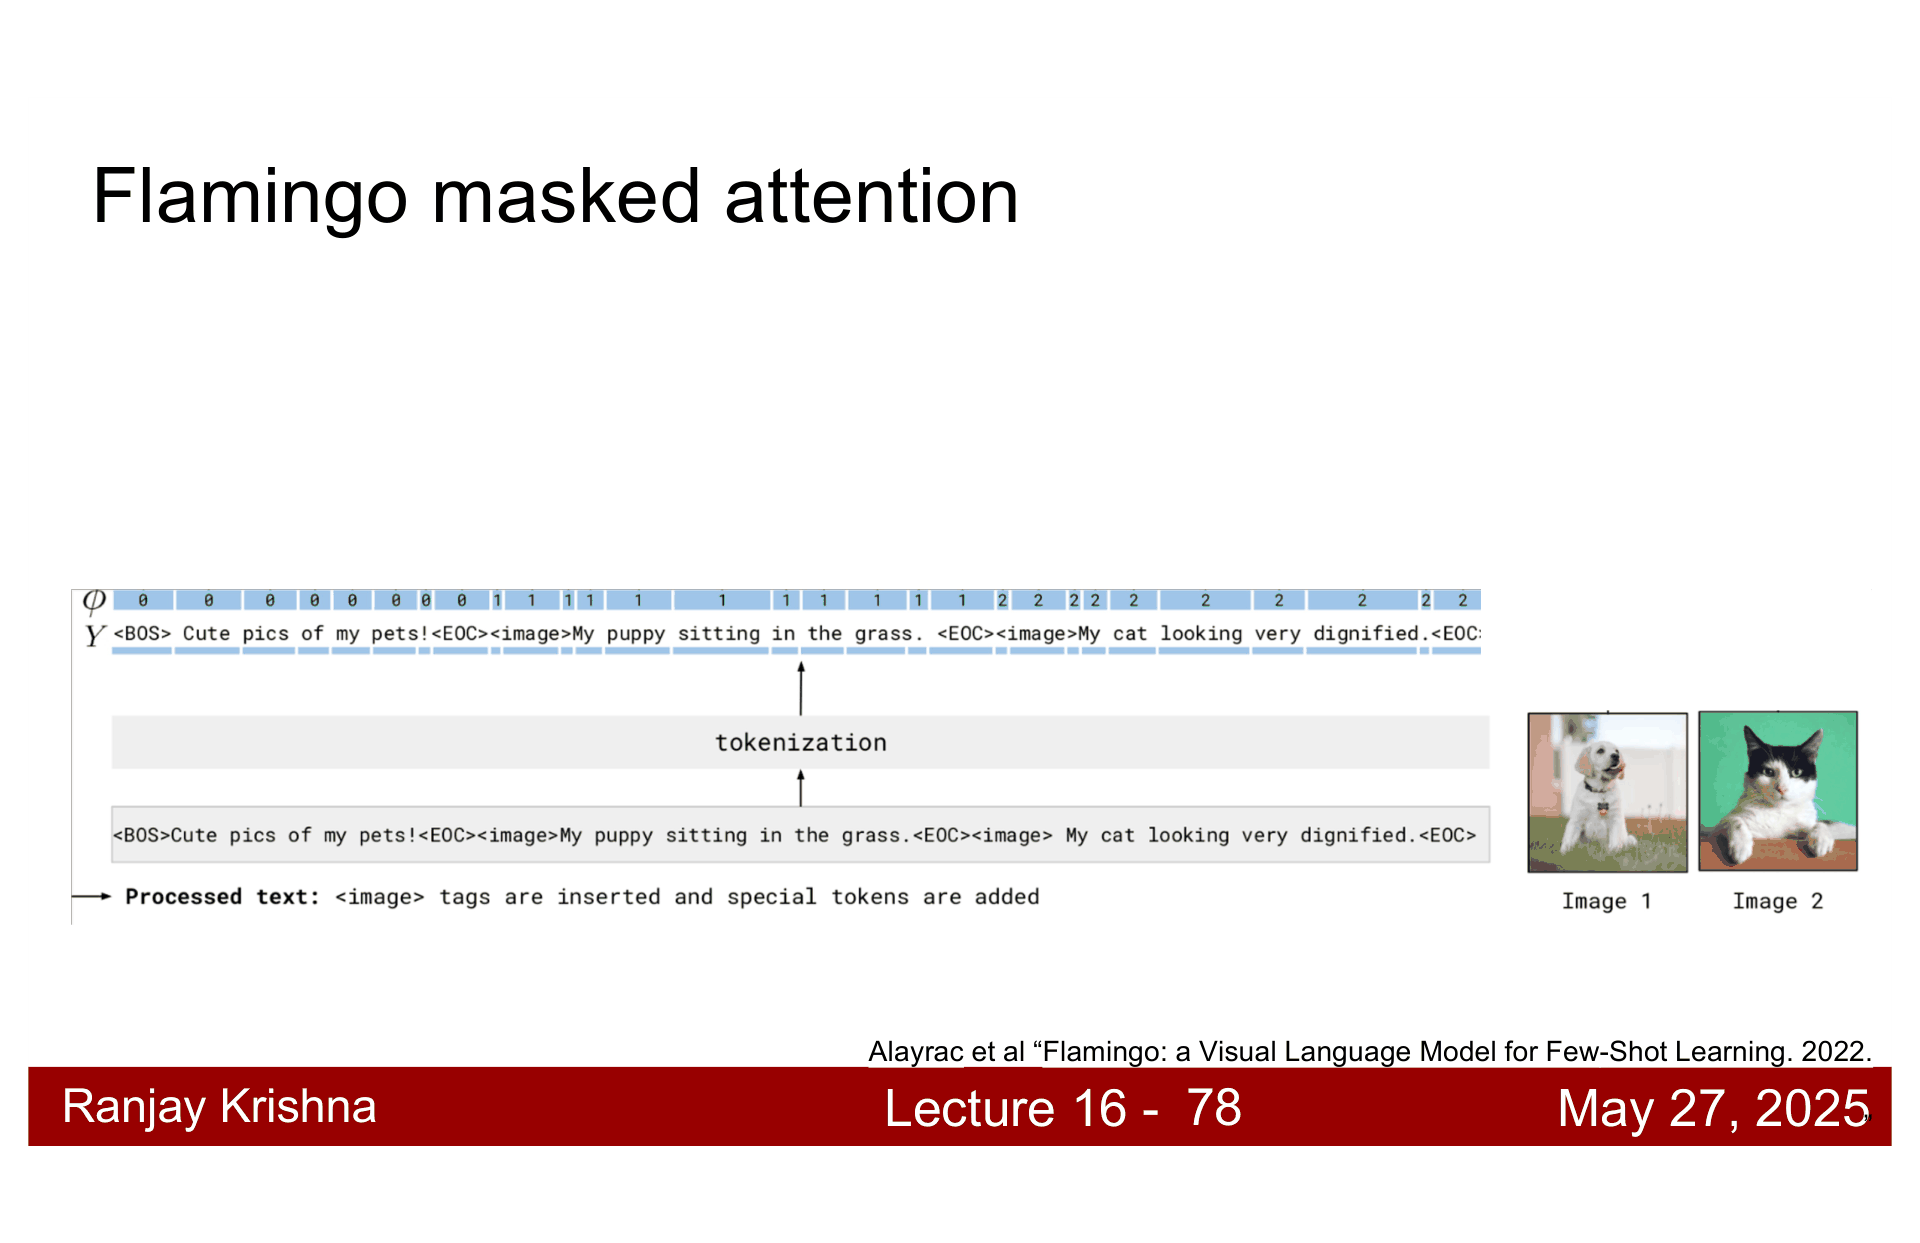 Flamingo masked attention
ϕ 0 0 0 0 0 0 0 0 1 1 1 1 1 1 1 1 1 1 1 2 2 2 2 2 2 2 2 2 2
Y <BOS> Cute pics of my pets!<EOC><image>My puppy sitting in the grass. <EOC><image>My cat looking very dignified.<EOC>
tokenization
<BOS>Cute pics of my pets!<EOC><image>My puppy sitting in the grass.<EOC><image> My cat looking very dignified.<EOC>
Processed text: <image> tags are inserted and special tokens are added
Image 1 Image 2
Alayrac et al “Flamingo: a Visual Language Model for Few-Shot Learning. 2022.
”
Ranjay Krishna Lecture 16 - 78 May 27, 2025